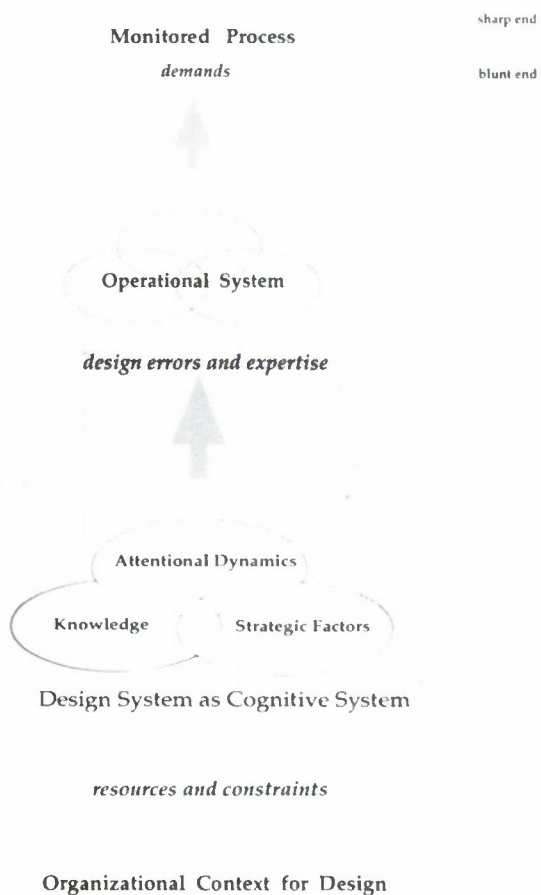 sharp end
Monitored Process
demands
blunt end
Operational System
design errors and expertise
Attentional Dynamics
Knowledge
Strategic Factors
Design System as Cognitive System
resources and constraints
Organizational Context for Design